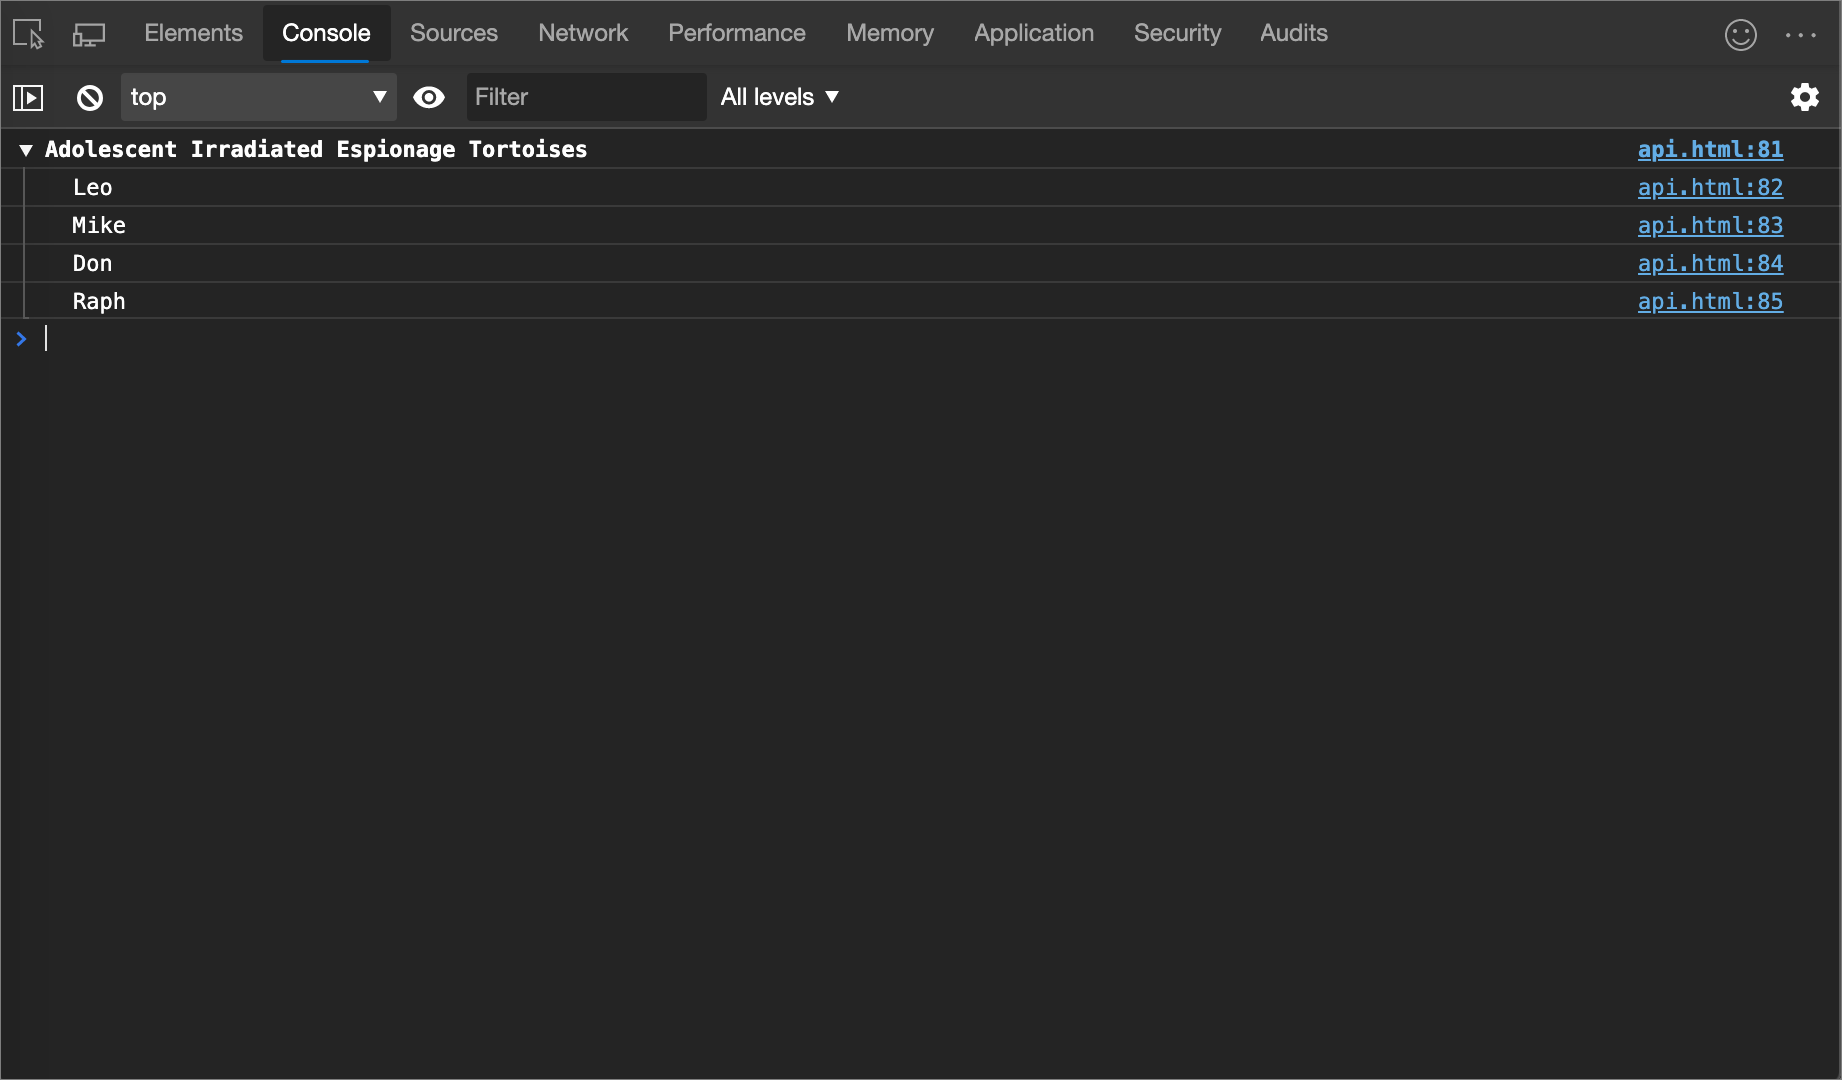 Elements Console Sources Network Performance Memory Application Security Audits
top Filter All levels
Adolescent Irradiated Espionage Tortoises api.html:81
Leo api.html:82
Mike api.html:83
Don api.html:84
Raph api.html:85